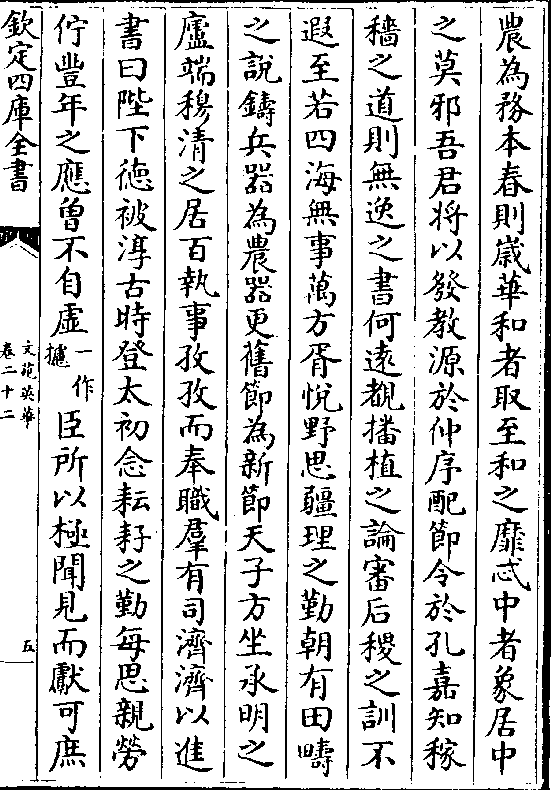 農為務本春則嵗華和者取至和之靡忒中者象居中
之莫邪吾君将以發教源於仲序配節令於孔嘉知稼
穡之道則無逸之書何逺覩播植之論審后稷之訓不
遐至若四海無事萬方胥悅野思疆理之勤朝有田疇
之說鑄兵器為農器更舊節為新節天子方坐承明之
廬端穆清之居百執事孜孜而奉職羣有司濟濟以進
書曰陛下徳被淳古時登太初念耘耔之勤每思親勞
佇豐年之應曾不自虛一作攄臣所以極聞見而獻可庶
欽定四庫全書
文苑英華
卷二十二
五